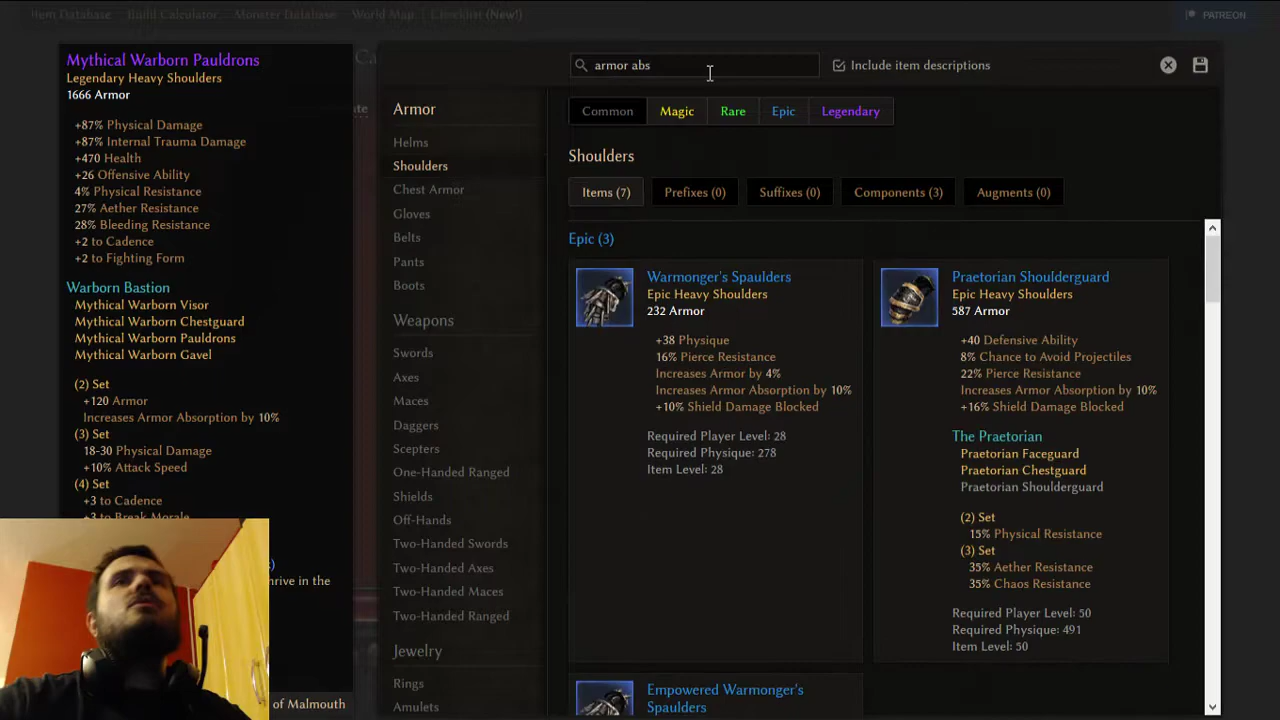 Item Database
Build Calculator
Monster Database
World Map
Checklist (New!)
PATREON
Mythical Warborn Pauldrons
Legendary Heavy Shoulders
1666 Armor
+87% Physical Damage
+87% Internal Trauma Damage
+470 Health
+26 Offensive Ability
4% Physical Resistance
27% Aether Resistance
28% Bleeding Resistance
+2 to Cadence
+2 to Fighting Form
Warborn Bastion
Mythical Warborn Visor
Mythical Warborn Chestguard
Mythical Warborn Pauldrons
Mythical Warborn Gavel
(2) Set
+120 Armor
Increases Armor Absorption by 10%
(3) Set
18-30 Physical Damage
+10% Attack Speed
(4) Set
+3 to Cadence
+3 to Break Morale
hrive in the
of Malmouth
armor abs
Include item descriptions
Armor
Helms
Shoulders
Chest Armor
Gloves
Belts
Pants
Boots
Weapons
Swords
Axes
Maces
Daggers
Scepters
One-Handed Ranged
Shields
Off-Hands
Two-Handed Swords
Two-Handed Axes
Two-Handed Maces
Two-Handed Ranged
Jewelry
Rings
Amulets
Common
Magic
Rare
Epic
Legendary
Shoulders
Items (7)
Prefixes (0)
Suffixes (0)
Components (3)
Augments (0)
Epic (3)
Warmonger's Spaulders
Epic Heavy Shoulders
232 Armor
+38 Physique
16% Pierce Resistance
Increases Armor by 4%
Increases Armor Absorption by 10%
+10% Shield Damage Blocked
Required Player Level: 28
Required Physique: 278
Item Level: 28
Praetorian Shoulderguard
Epic Heavy Shoulders
587 Armor
+40 Defensive Ability
8% Chance to Avoid Projectiles
22% Pierce Resistance
Increases Armor Absorption by 10%
+16% Shield Damage Blocked
The Praetorian
Praetorian Faceguard
Praetorian Chestguard
Praetorian Shoulderguard
(2) Set
15% Physical Resistance
(3) Set
35% Aether Resistance
35% Chaos Resistance
Required Player Level: 50
Required Physique: 491
Item Level: 50
Empowered Warmonger's
Spaulders